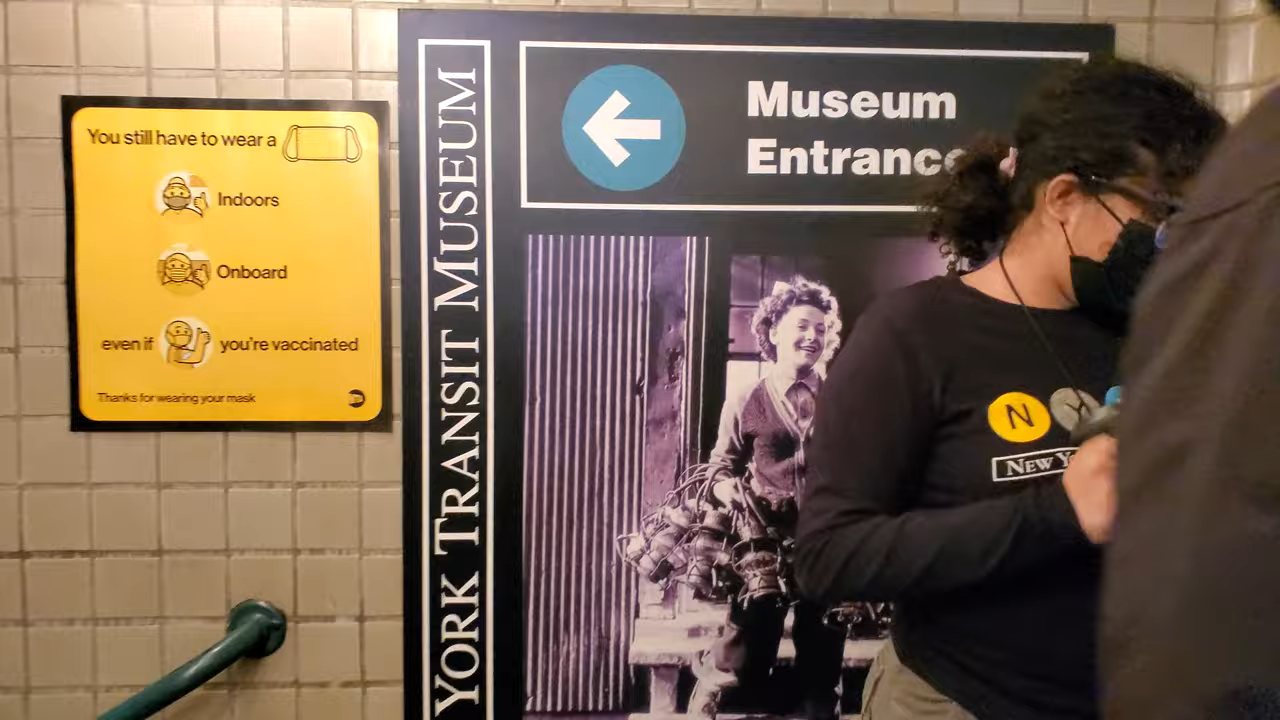 You still have to wear a
Indoors
Onboard
even if you're vaccinated
Thanks for wearing your mask
YORK TRANSIT MUSEUM
Museum
Entrance
N Y
NEW